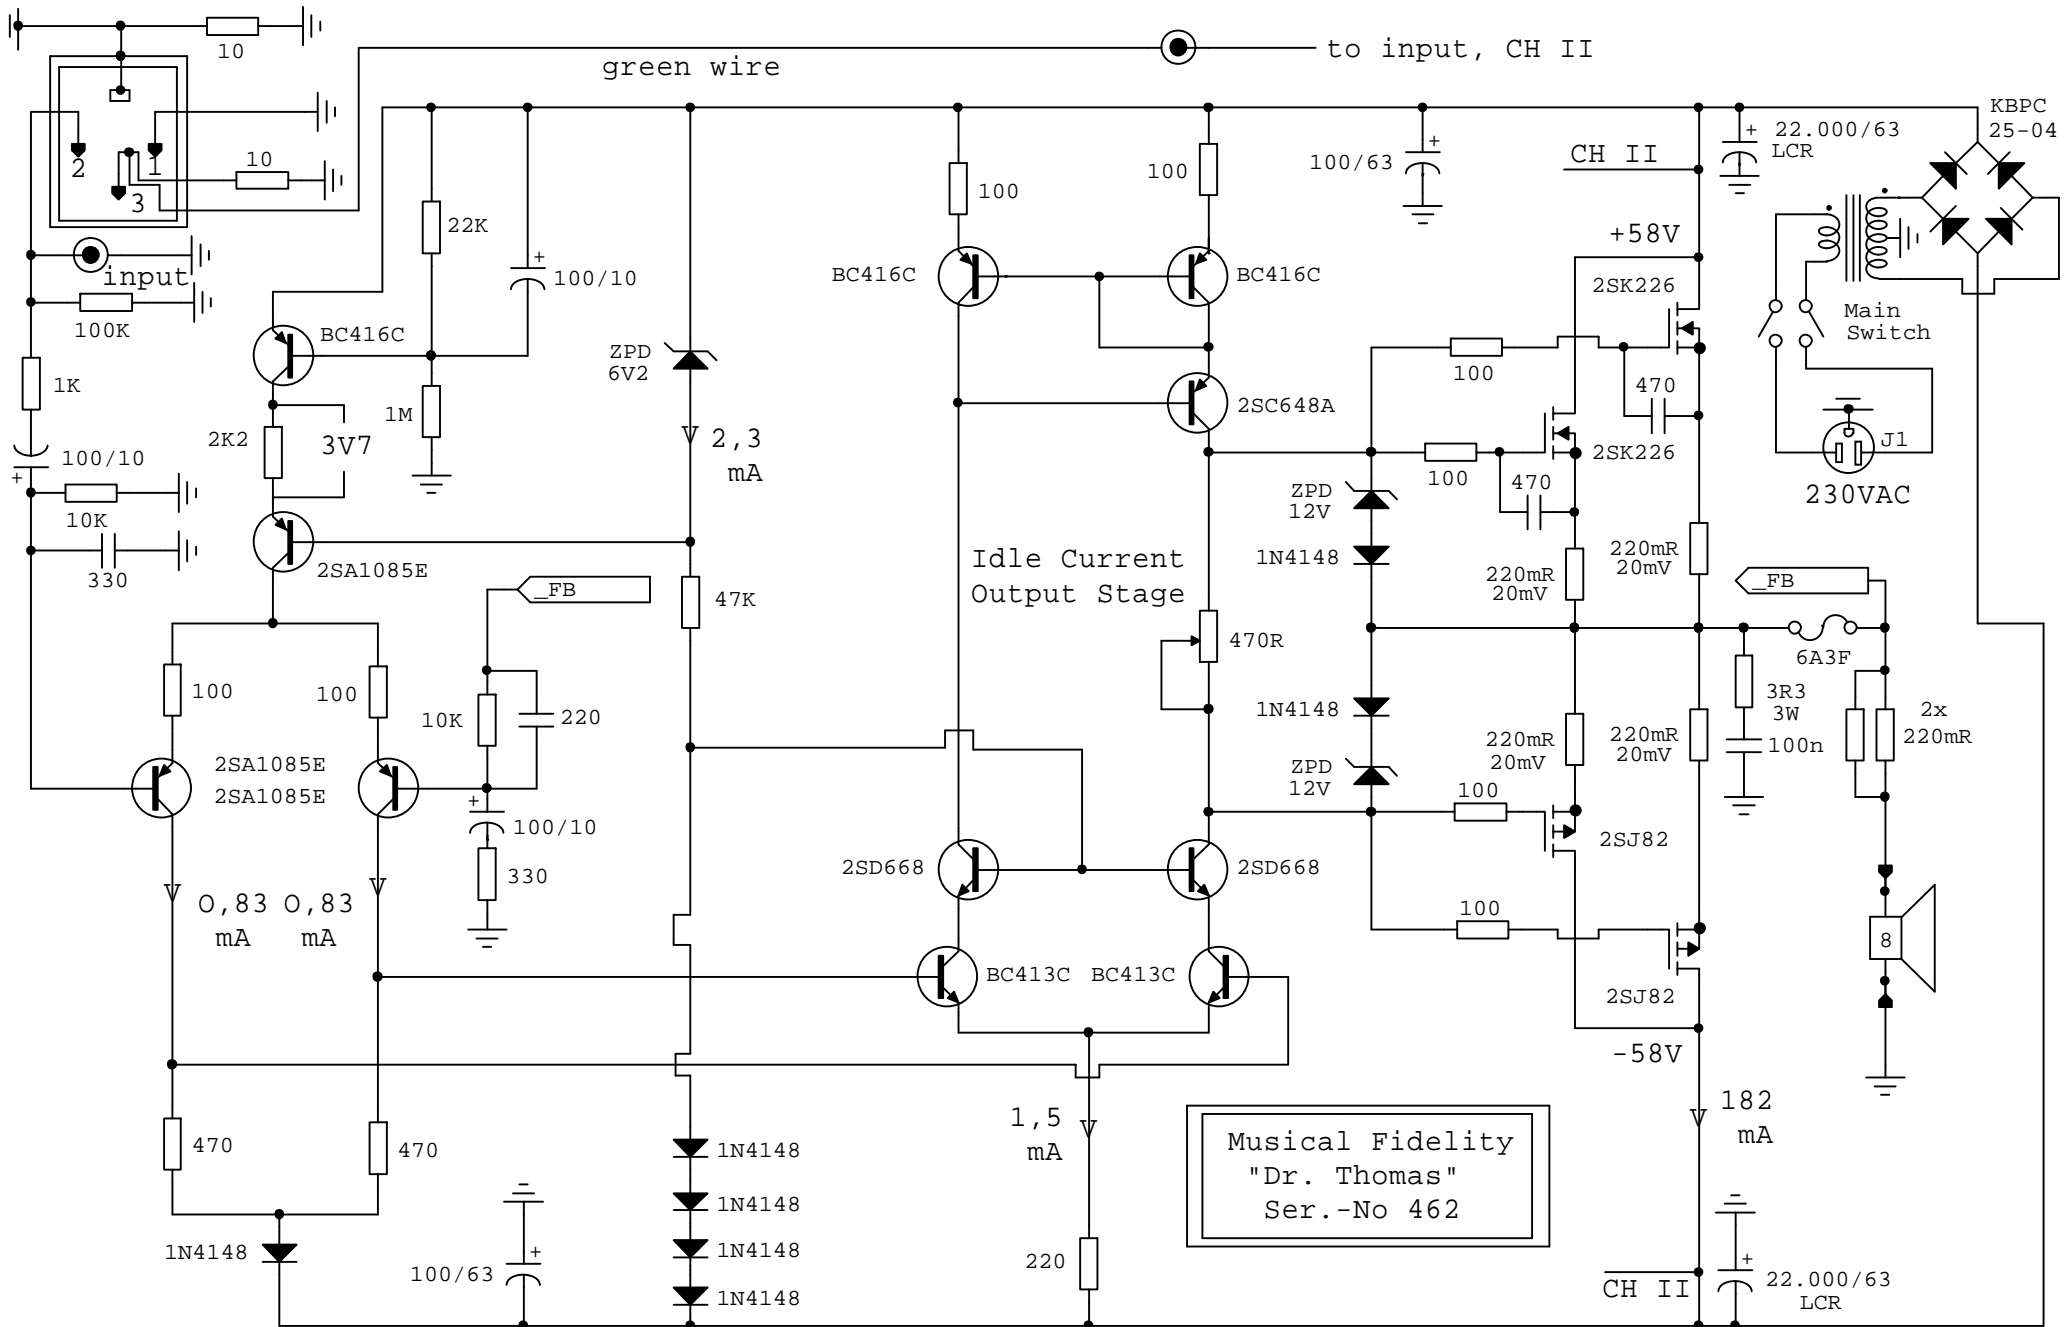 10
green wire
to input, CH II
KBPC
25-04
2
1
3
10
input
100K
1K
100/10
+
10K
330
22K
+
100/10
BC416C
2K2
3V7
1M
2SA1085E
ZPD
6V2
2,3
mA
47K
_FB
100
100
10K
220
2SA1085E
2SA1085E
+
100/10
330
0,83
mA
0,83
mA
470
470
1N4148
100/63
+
1N4148
1N4148
1N4148
1N4148
100
100
BC416C
BC416C
2SC648A
Idle Current
Output Stage
470R
2SD668
2SD668
BC413C
BC413C
1,5
mA
220
Musical Fidelity
"Dr. Thomas"
Ser.-No 462
100/63
+
CH II
+
22.000/63
LCR
+58V
2SK226
100
470
2SK226
100
470
ZPD
12V
1N4148
220mR
20mV
220mR
20mV
1N4148
ZPD
12V
220mR
20mV
220mR
20mV
100
2SJ82
100
2SJ82
-58V
182
mA
CH II
+
22.000/63
LCR
Main
Switch
J1
230VAC
_FB
6A3F
3R3
3W
100n
2x
220mR
8